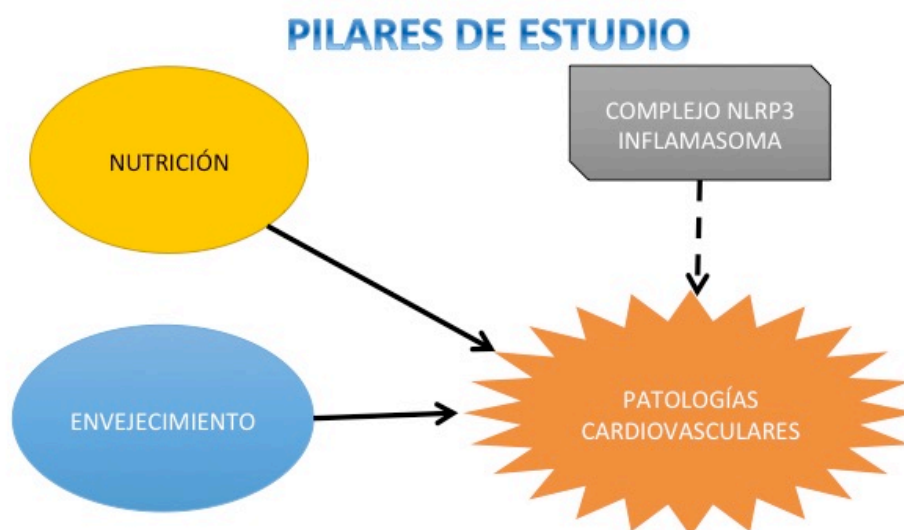 PILARES DE ESTUDIO
NUTRICIÓN
COMPLEJO NLRP3
INFLAMASOMA
ENVEJECIMIENTO
PATOLOGÍAS
CARDIOVASCULARES